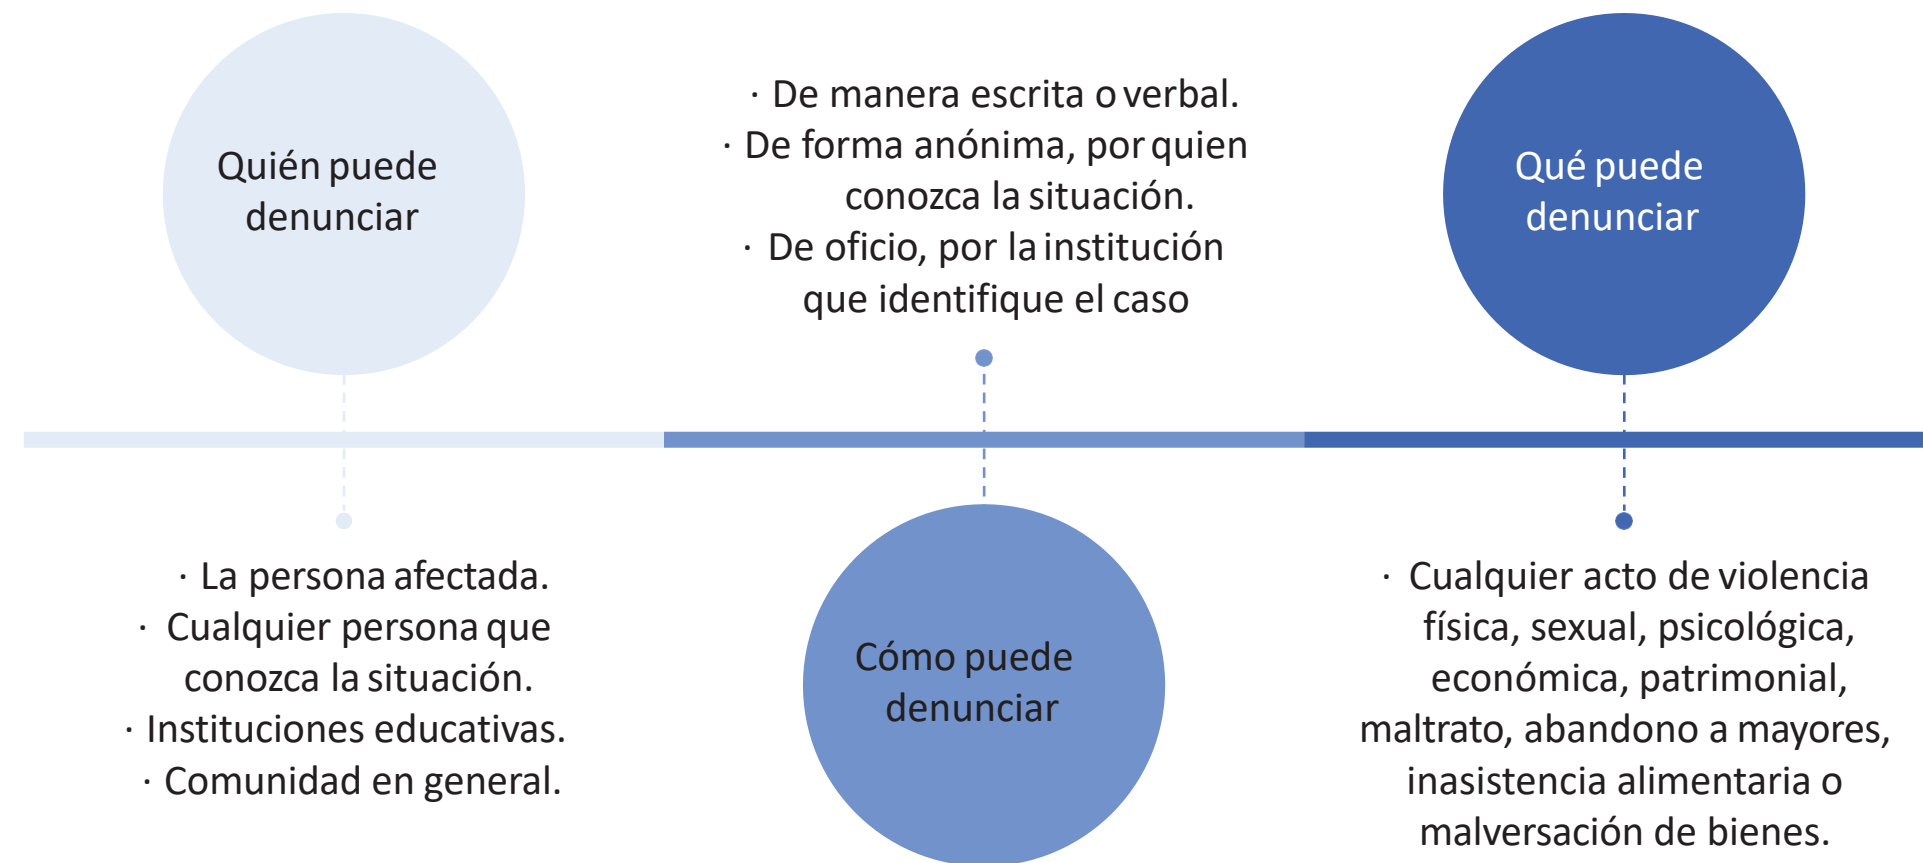 Quién puede
denunciar
· La persona afectada.
· Cualquier persona que
conozca la situación.
· Instituciones educativas.
· Comunidad en general.
· De manera escrita o verbal.
· De forma anónima, por quien
conozca la situación.
· De oficio, por la institución
que identifique el caso
Cómo puede
denunciar
Qué puede
denunciar
· Cualquier acto de violencia
física, sexual, psicológica,
económica, patrimonial,
maltrato, abandono a mayores,
inasistencia alimentaria o
malversación de bienes.